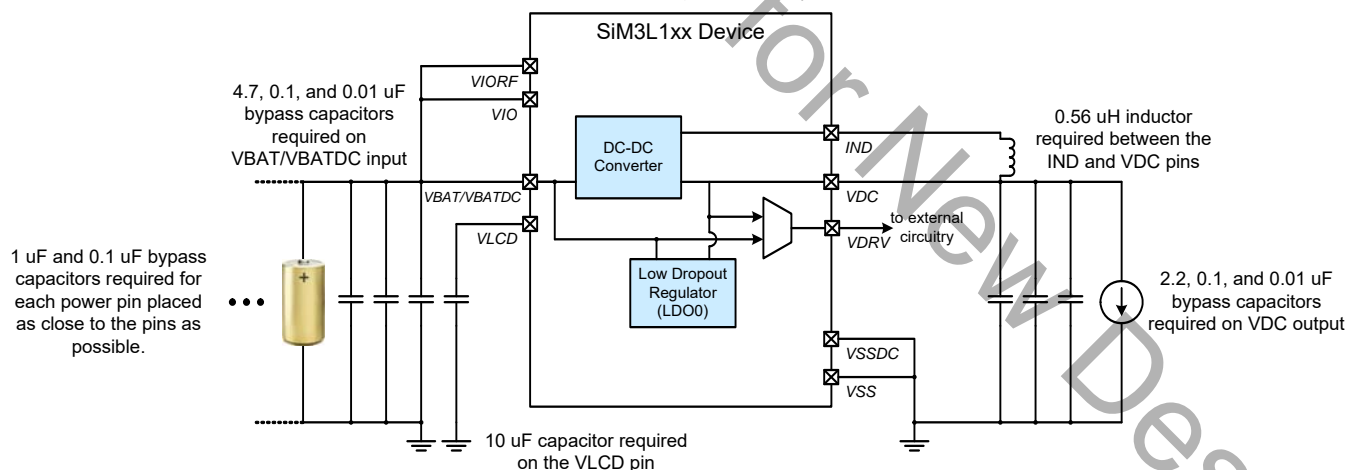 SiM3L1xx Device
VIORF
4.7, 0.1, and 0.01 uF
bypass capacitors
required on
VBAT/VBATDC input
VIO
DC-DC
Converter
IND
0.56 uH inductor
required between the
IND and VDC pins
VBAT/VBATDC
VDC
VLCD
to external
circuitry
VDRV
1 uF and 0.1 uF bypass
capacitors required for
each power pin placed
as close to the pins as
possible.
+
Low Dropout
Regulator
(LDO0)
2.2, 0.1, and 0.01 uF
bypass capacitors
required on VDC output
VSSDC
VSS
10 uF capacitor required
on the VLCD pin
for New Des